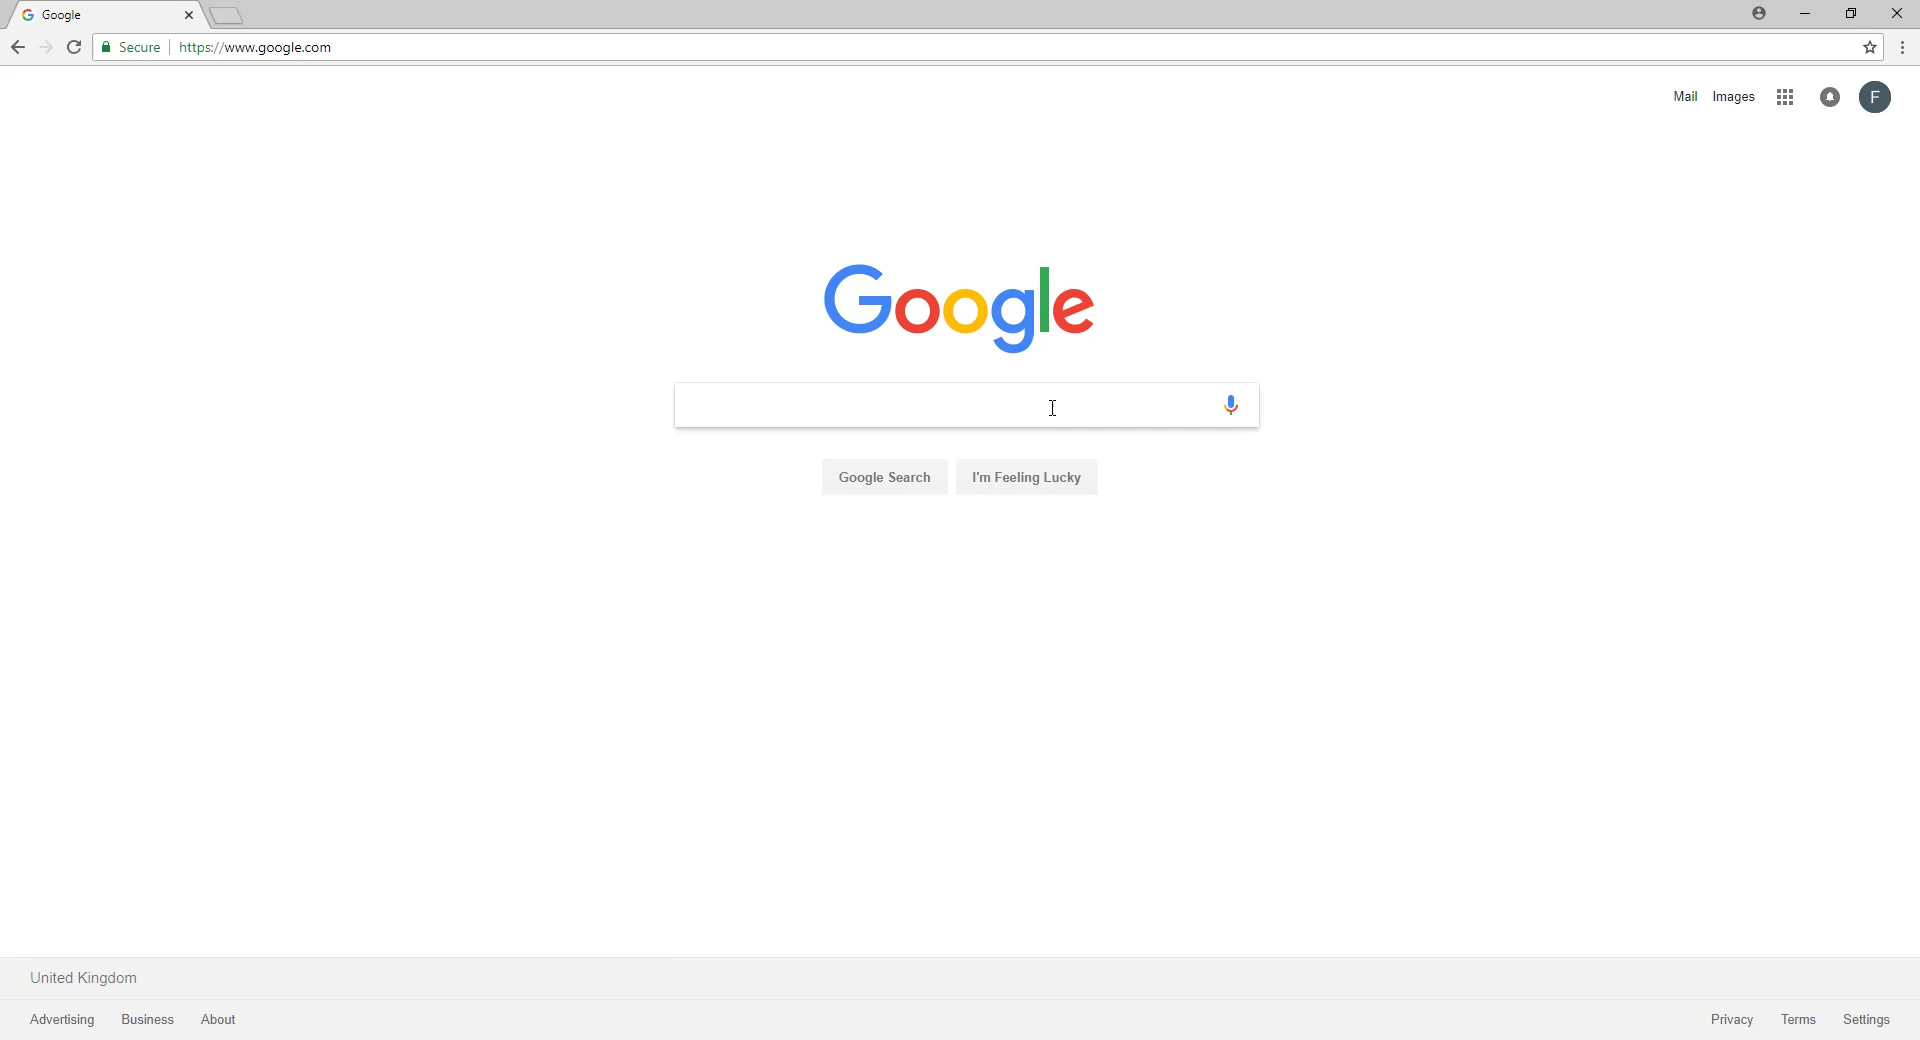 Google
Secure https://www.google.com
Mail Images F
Google
Google Search I'm Feeling Lucky
United Kingdom
Advertising Business About Privacy Terms Settings